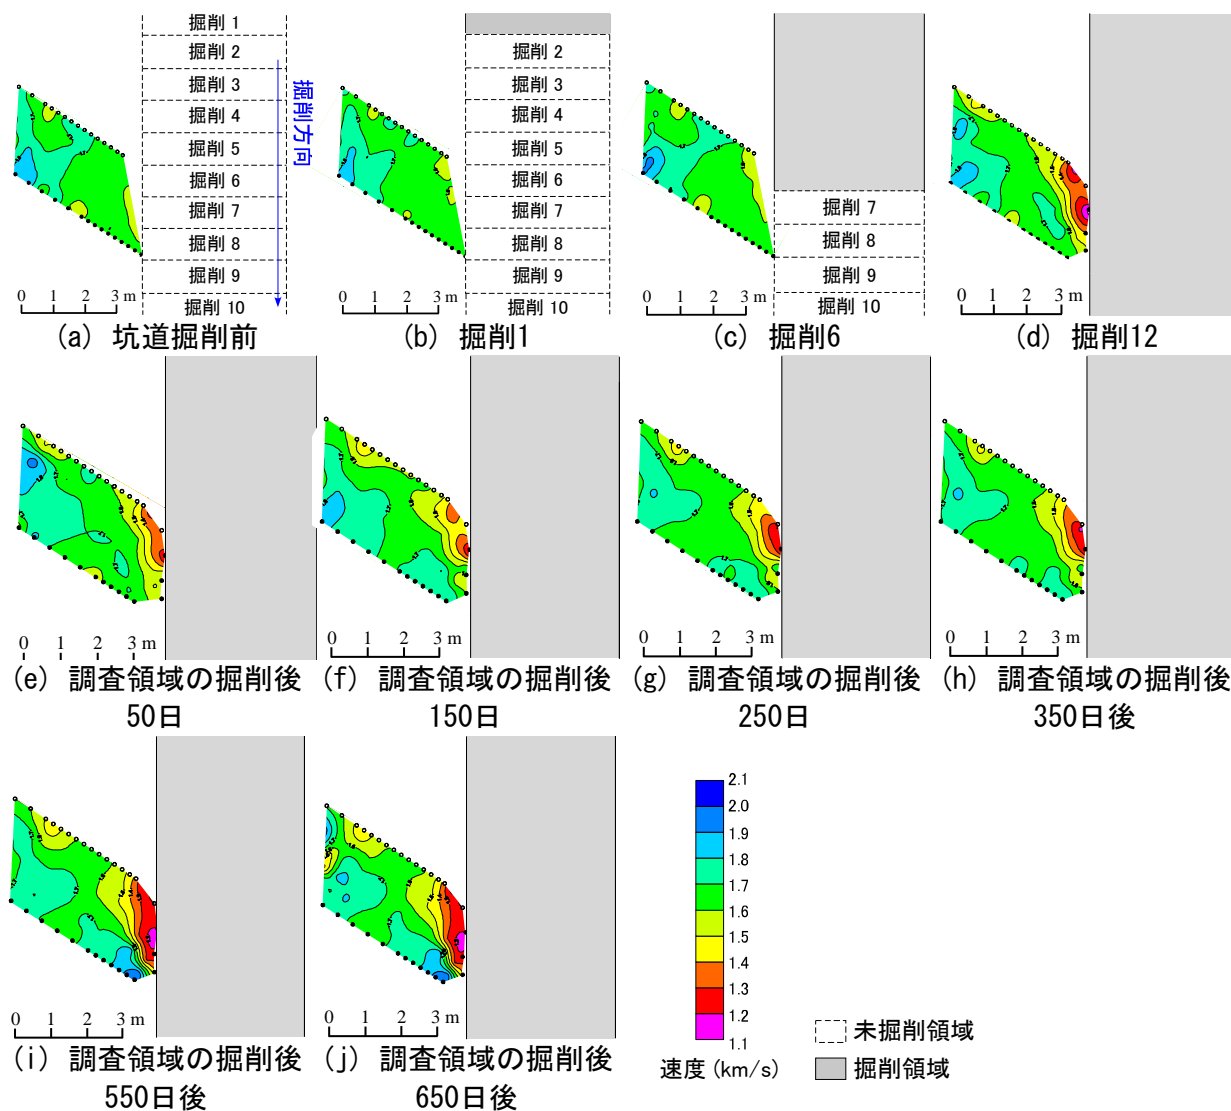 掘削 1
掘削 2
掘削 3
掘削 4
掘削 5
掘削 6
掘削 7
掘削 8
掘削 9
掘削 10
掘削方向
0 1 2 3 m
(a) 坑道掘削前
掘削 2
掘削 3
掘削 4
掘削 5
掘削 6
掘削 7
掘削 8
掘削 9
掘削 10
0 1 2 3 m
(b) 掘削1
掘削 7
掘削 8
掘削 9
掘削 10
0 1 2 3 m
(c) 掘削6
0 1 2 3 m
(d) 掘削12
0 1 2 3 m
(e) 調査領域の掘削後
50日
0 1 2 3 m
(f) 調査領域の掘削後
150日
0 1 2 3 m
(g) 調査領域の掘削後
250日
0 1 2 3 m
(h) 調査領域の掘削後
350日後
0 1 2 3 m
(i) 調査領域の掘削後
550日後
0 1 2 3 m
(j) 調査領域の掘削後
650日後
2.1
2.0
1.9
1.8
1.7
1.6
1.5
1.4
1.3
1.2
1.1
速度 (km/s)
未掘削領域
掘削領域